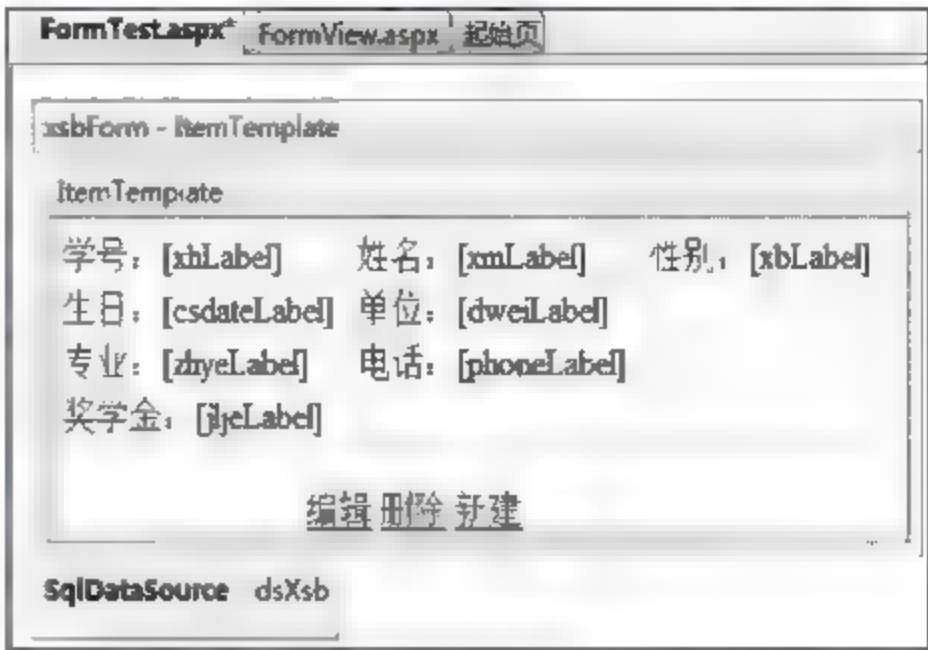 FormTest.aspx* FormView.aspx 起始页
xsbForm - ItemTemplate
ItemTemplate
学号：[xhLabel] 姓名：[xmLabel] 性别：[xbLabel]
生日：[csdateLabel] 单位：[dweiLabel]
专业：[zhyeLabel] 电话：[phoneLabel]
奖学金：[jljeLabel]
编辑 删除 新建
SqlDataSource dsXsb